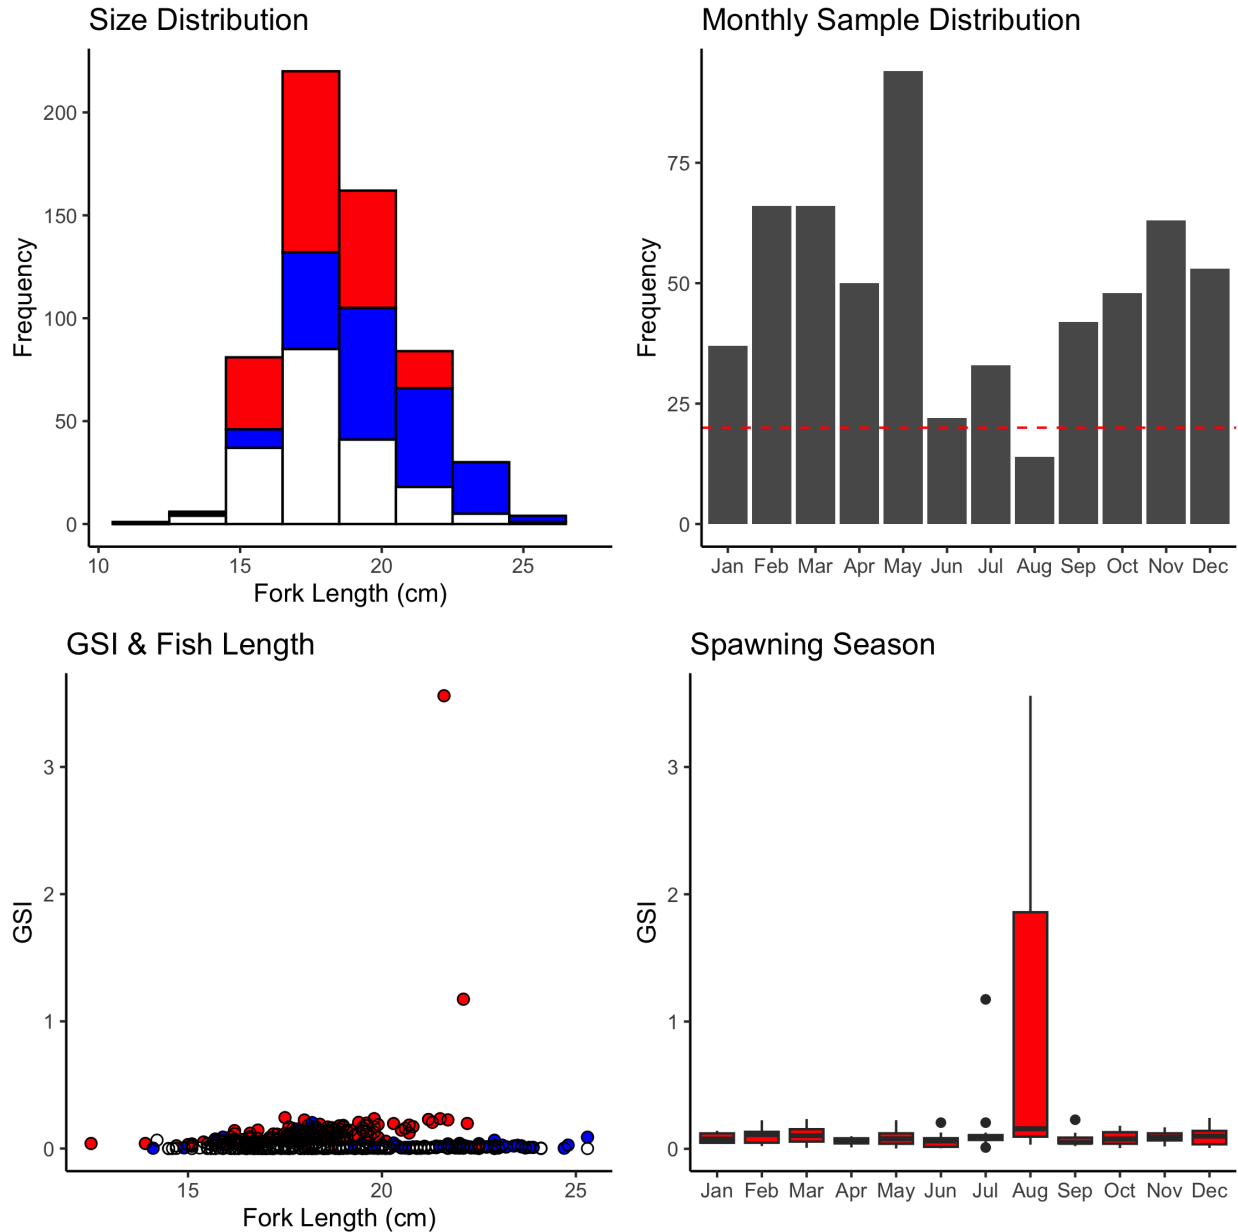 Size Distribution
Frequency
200
150
100
50
0
10 15 20 25
Fork Length (cm)
Monthly Sample Distribution
Frequency
75
50
25
0
Jan Feb Mar Apr May Jun Jul Aug Sep Oct Nov Dec
GSI & Fish Length
GSI
3
2
1
0
15 20 25
Fork Length (cm)
Spawning Season
GSI
3
2
1
0
Jan Feb Mar Apr May Jun Jul Aug Sep Oct Nov Dec